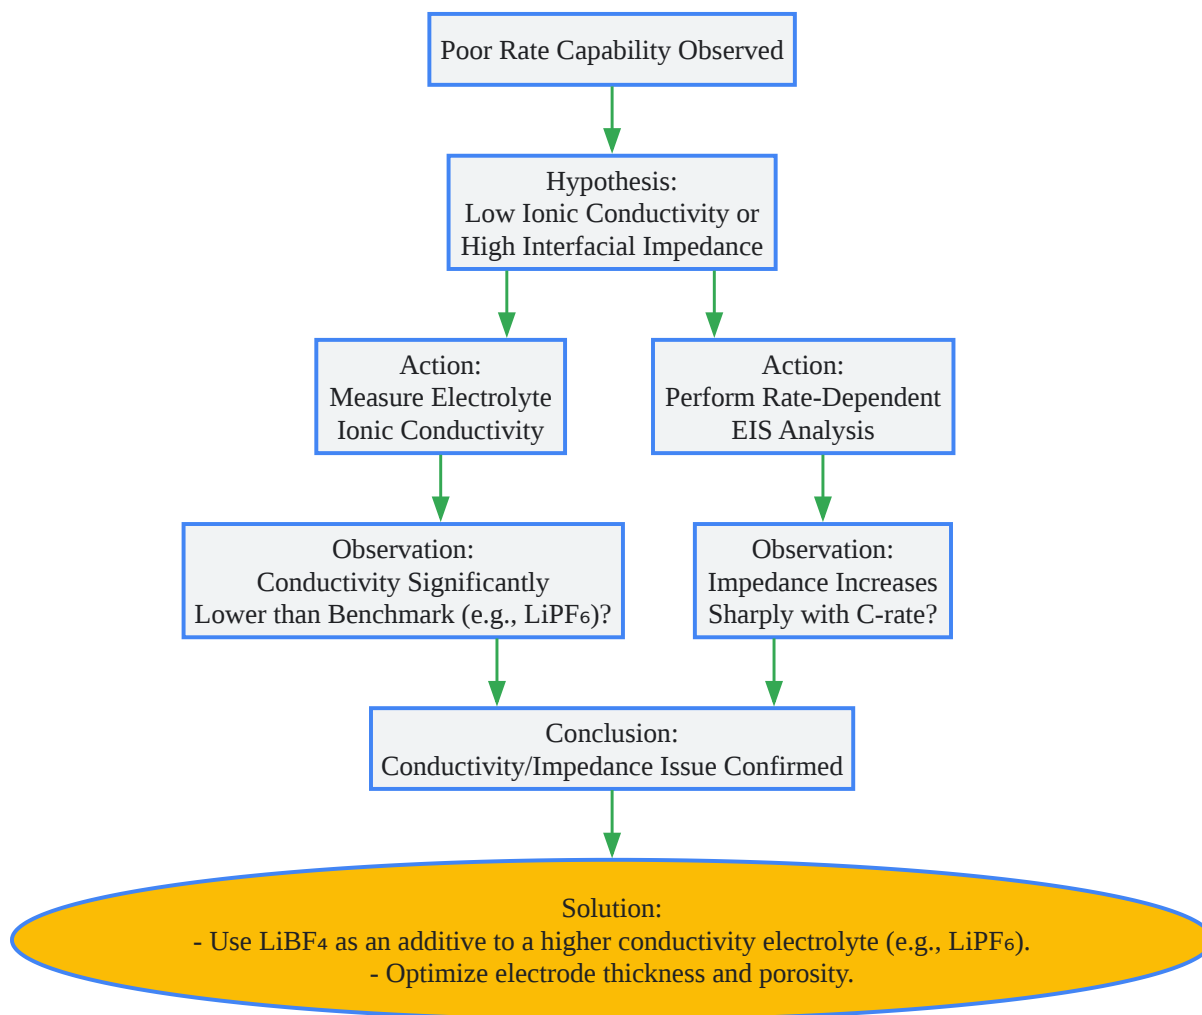 Poor Rate Capability Observed
Hypothesis:
Low Ionic Conductivity or
High Interfacial Impedance
Action:
Measure Electrolyte
Ionic Conductivity
Action:
Perform Rate-Dependent
EIS Analysis
Observation:
Conductivity Significantly
Lower than Benchmark (e.g., LiPF₆)?
Observation:
Impedance Increases
Sharply with C-rate?
Conclusion:
Conductivity/Impedance Issue Confirmed
Solution:
- Use LiBF₄ as an additive to a higher conductivity electrolyte (e.g., LiPF₆).
- Optimize electrode thickness and porosity.